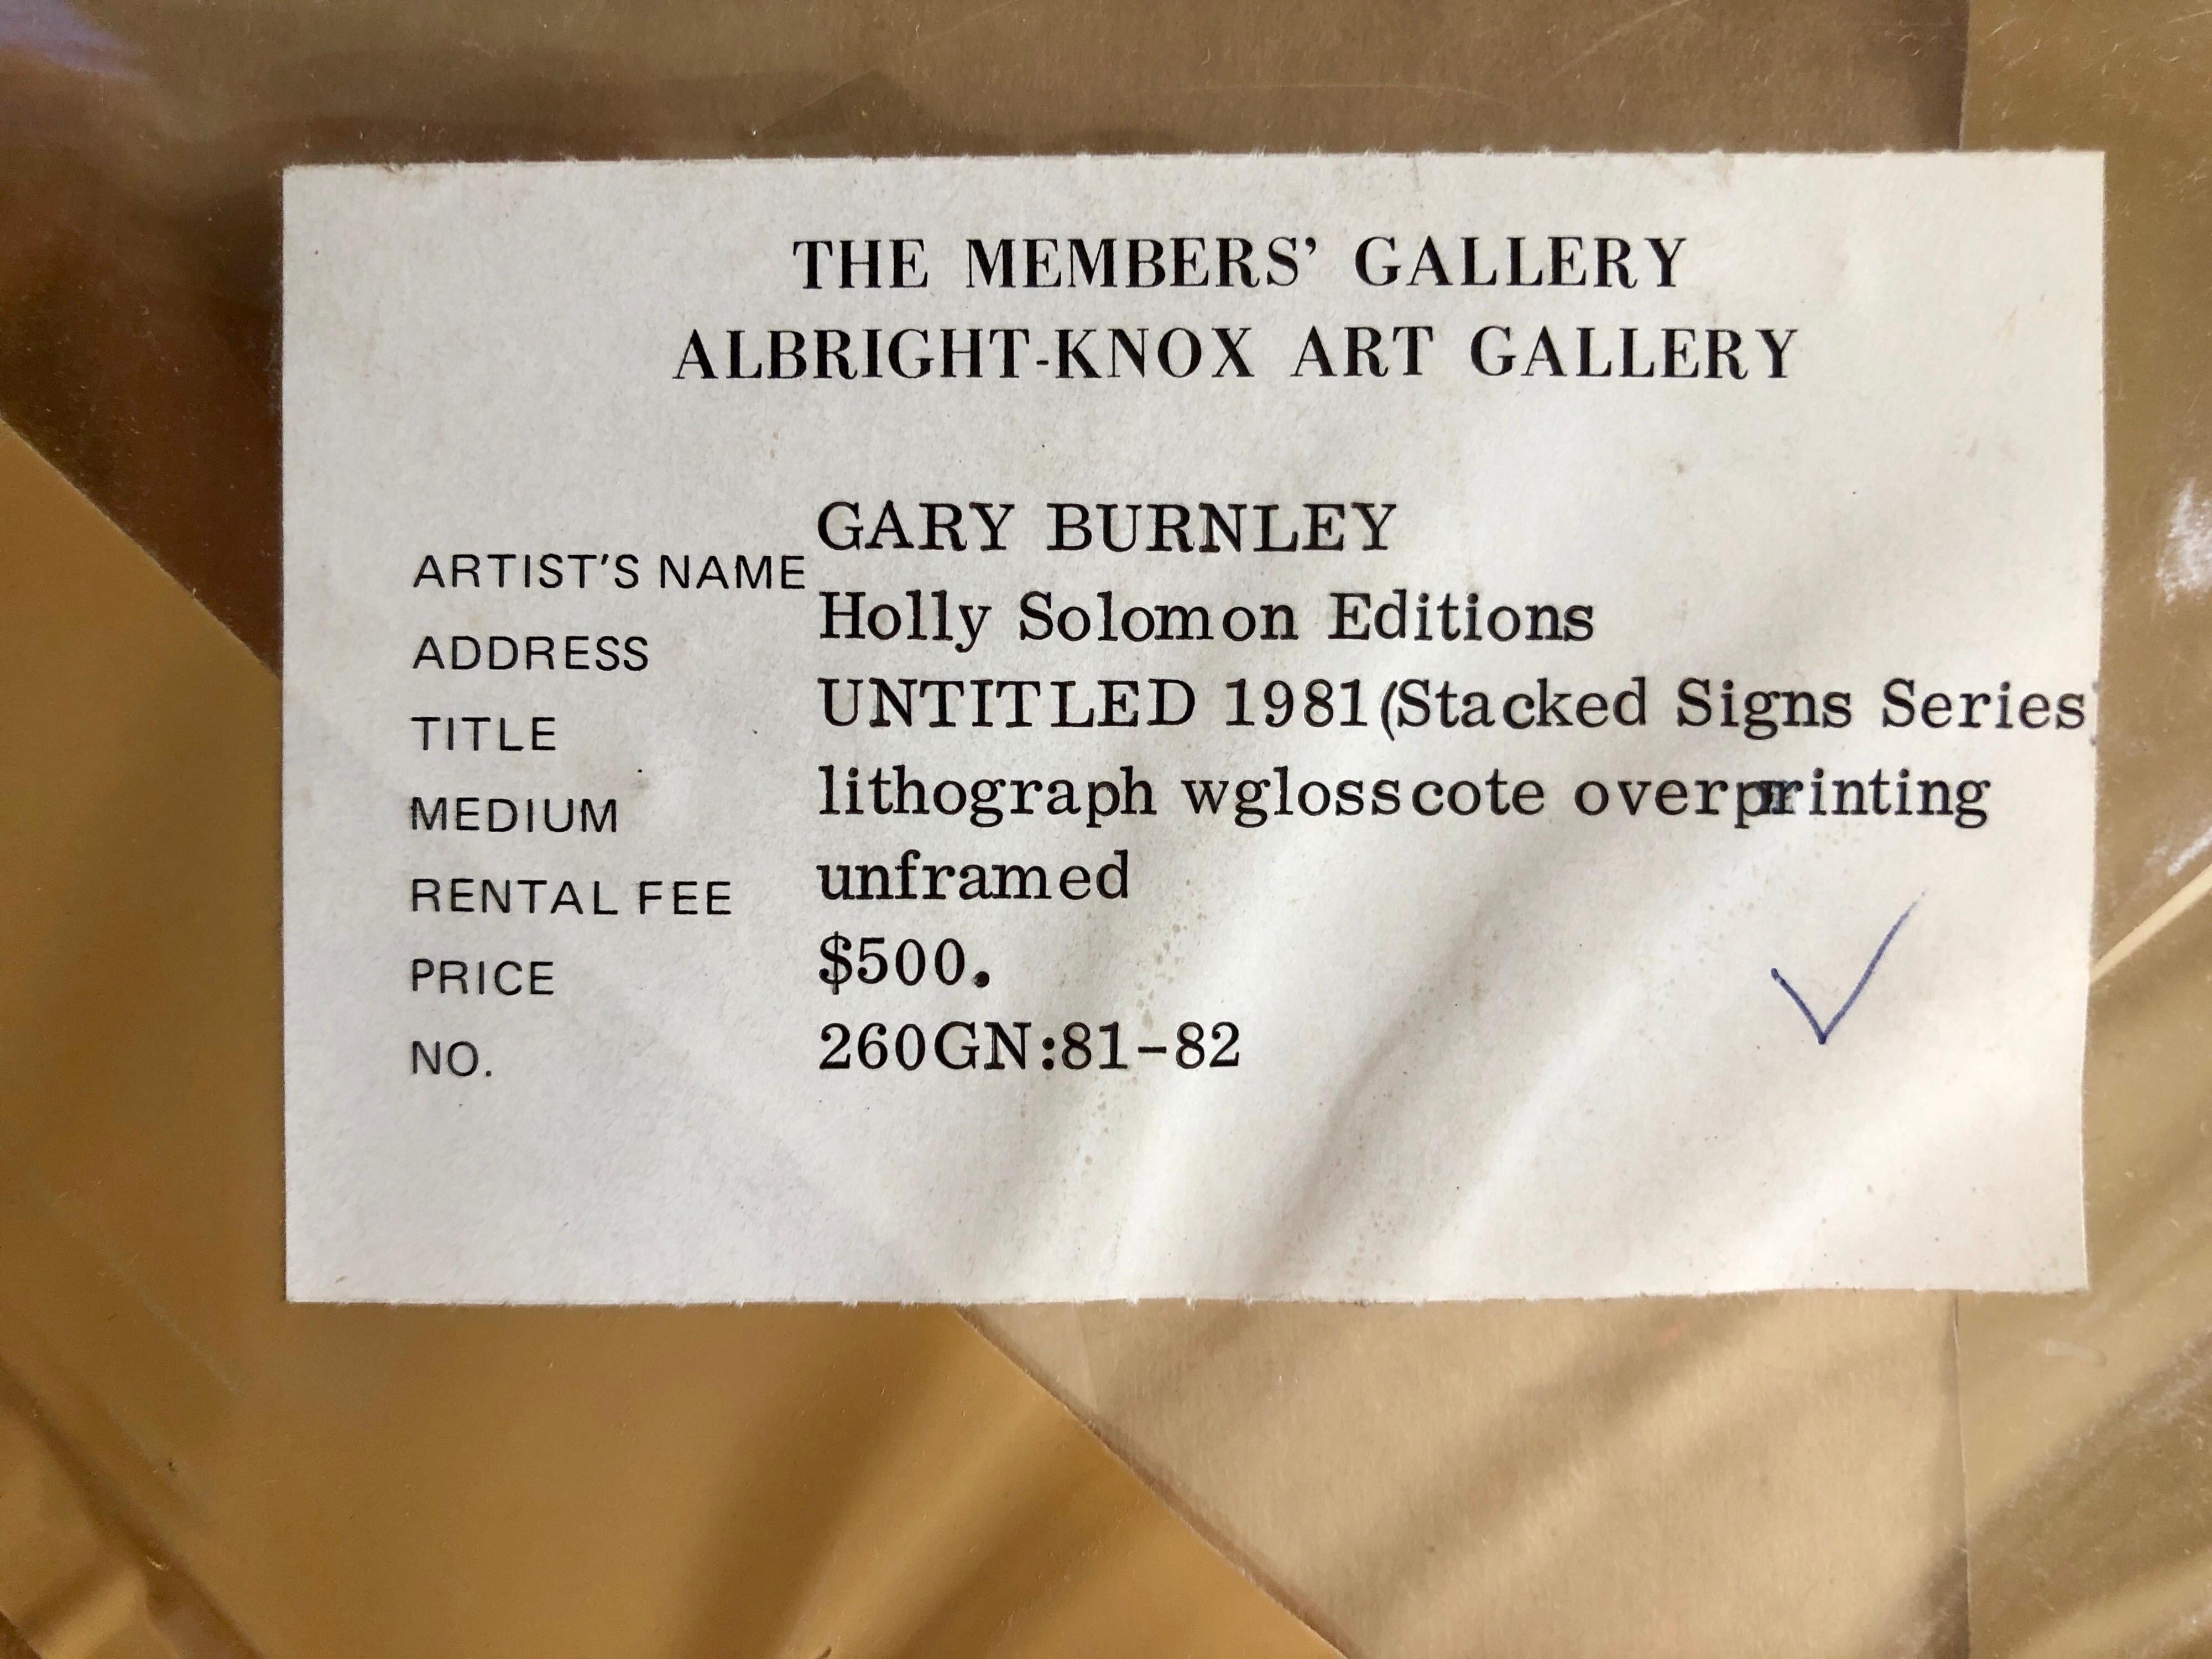 THE MEMBERS' GALLERY
ALBRIGHT-KNOX ART GALLERY
ARTIST'S NAME GARY BURNLEY
ADDRESS Holly Solomon Editions
TITLE UNTITLED 1981(Stacked Signs Series)
MEDIUM lithograph wglosscote overprinting
RENTAL FEE unframed
PRICE $500.
NO. 260GN:81-82